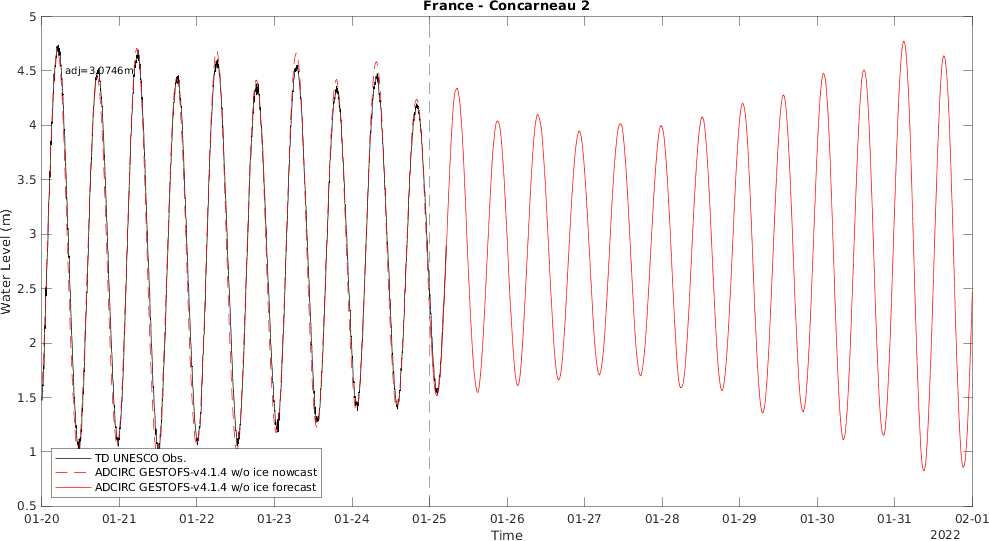 France - Concarneau 2
5
4.5
4
3.5
3
2.5
2
1.5
1
0.5
Water Level (m)
adj=3.0746m
TD UNESCO Obs.
ADCIRC GESTOFS-v4.1.4 w/o ice nowcast
ADCIRC GESTOFS-v4.1.4 w/o ice forecast
01-20 01-21 01-22 01-23 01-24 01-25 01-26 01-27 01-28 01-29 01-30 01-31 02-01
Time
2022